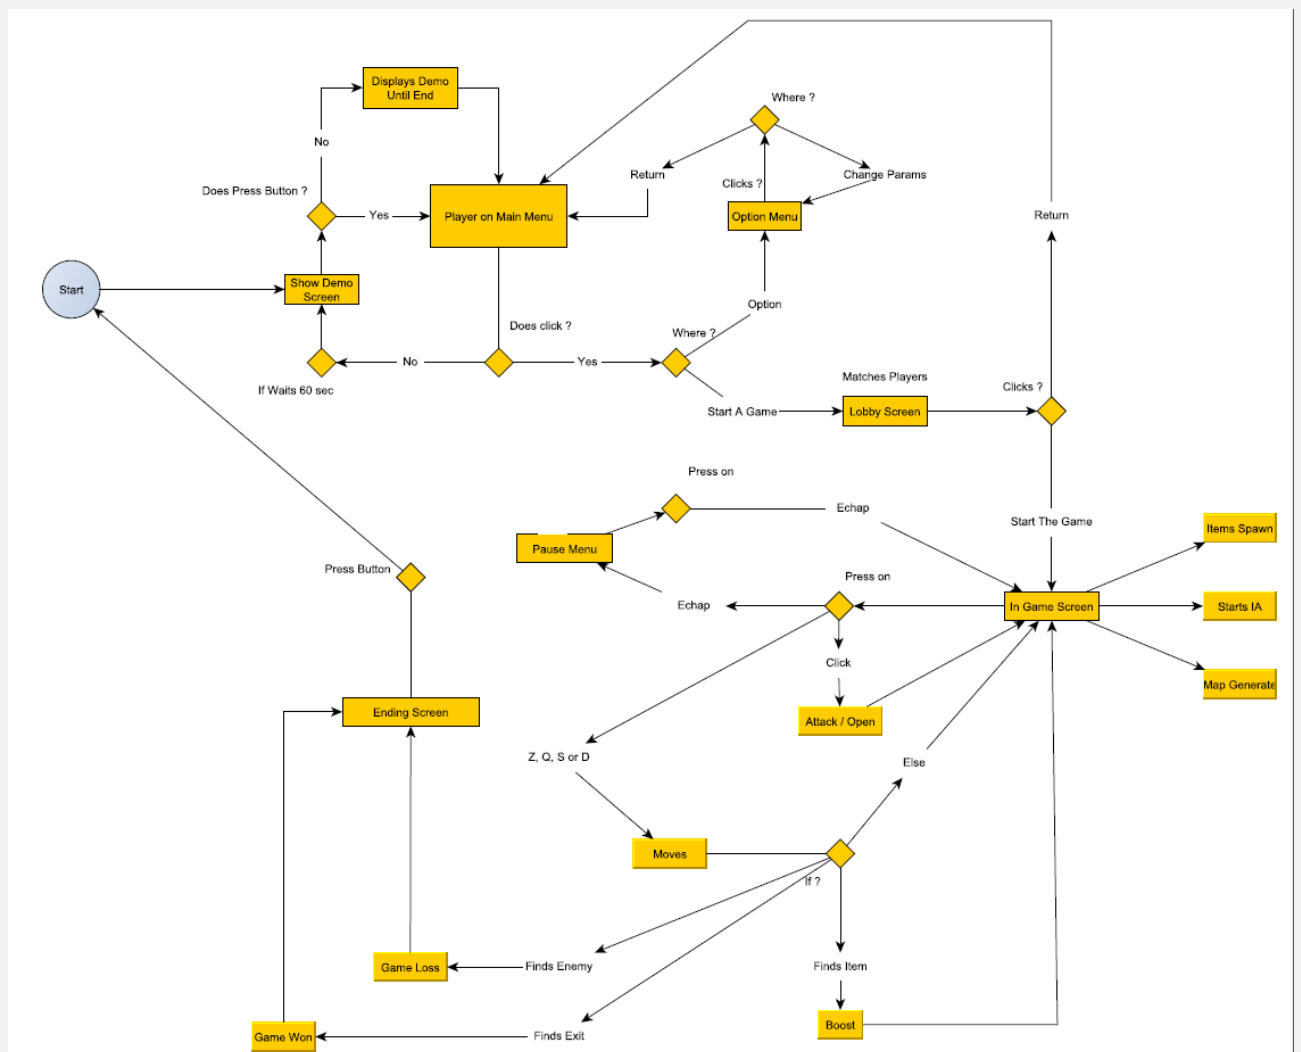 Displays Demo
Until End
Where ?
No
Return
Change Params
Clicks ?
Does Press Button ?
Yes
Player on Main Menu
Option Menu
Return
Start
Show Demo
Screen
Option
Does click ?
Where ?
No
Yes
If Waits 60 sec
Matches Players
Clicks ?
Start A Game
Lobby Screen
Press on
Echap
Start The Game
Items Spawn
Pause Menu
Press Button
Press on
Echap
In Game Screen
Starts IA
Click
Map Generate
Ending Screen
Attack / Open
Z, Q, S or D
Else
Moves
If ?
Game Loss
Finds Enemy
Finds Item
Boost
Game Won
Finds Exit